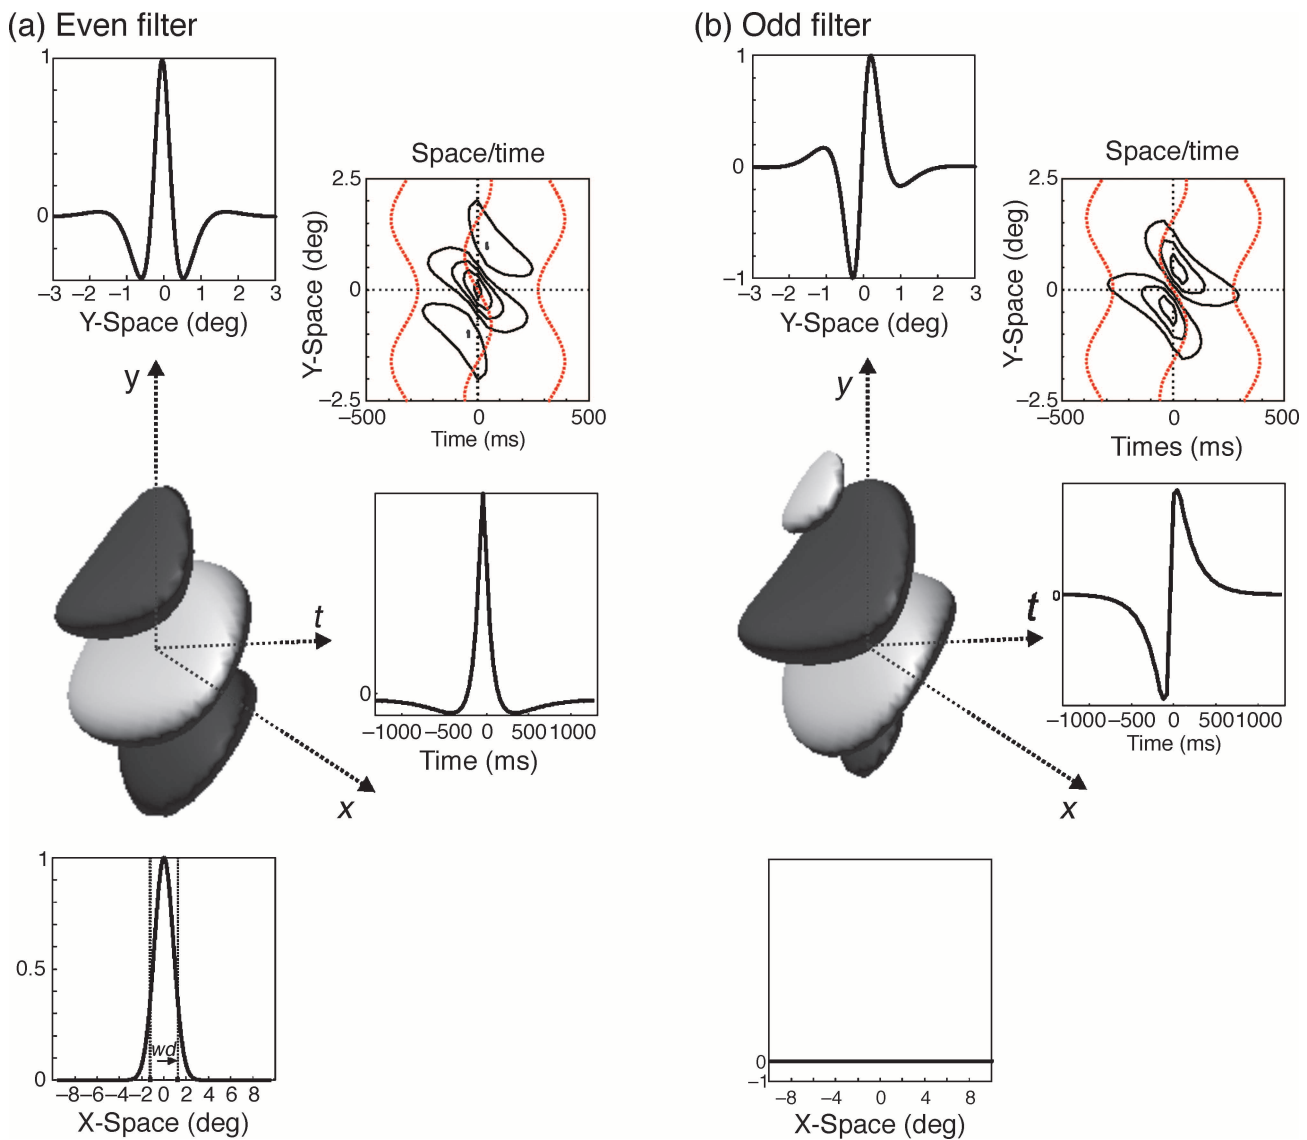 (a) Even filter
1
0
−3 −2 −1 0 1 2 3
Y-Space (deg)
Space/time
2.5
0
−2.5
Y-Space (deg)
−500 0 500
Time (ms)
y
t
x
0
−1000 −500 0 500 1000
Time (ms)
1
0.5
0
wd
−8 −6 −4 −2 0 2 4 6 8
X-Space (deg)
(b) Odd filter
1
0
−1
−3 −2 −1 0 1 2 3
Y-Space (deg)
Space/time
2.5
0
−2.5
Y-Space (deg)
−500 0 500
Times (ms)
y
t
x
0
−1000 −500 0 500 1000
Time (ms)
0
−1
−8 −4 0 4 8
X-Space (deg)